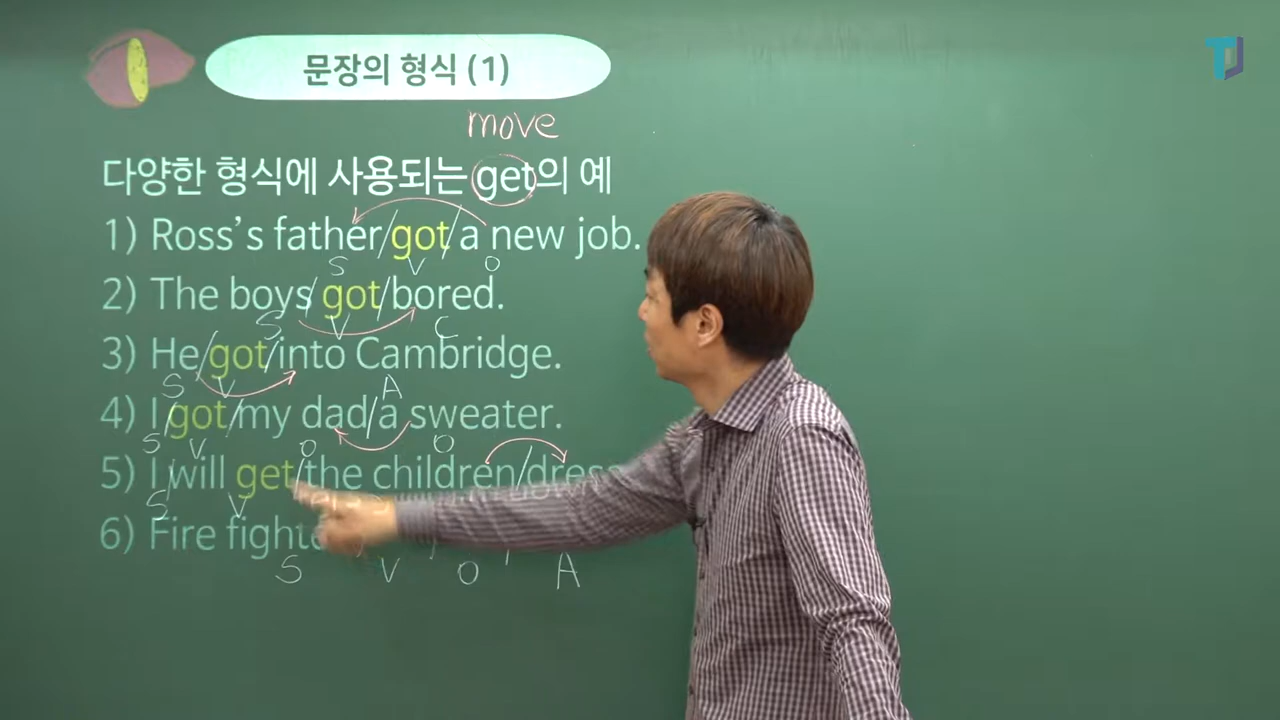 문장의 형식 (1)
move
다양한 형식에 사용되는 get의 예
1) Ross's father/got/a new job.
S V O
2) The boys/got/bored.
S V C
3) He/got/into Cambridge.
S V A
4) I/got/my dad/a sweater.
S V O O
5) I/will get/the children/
S V
6) Fire
S V O A
TJ